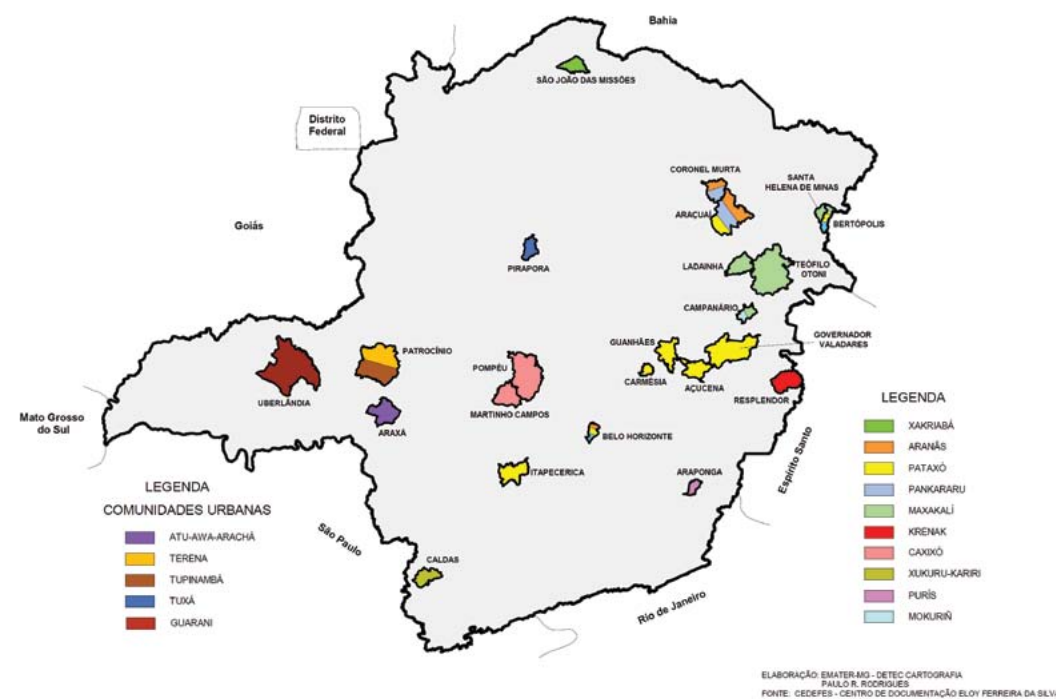 Bahia
SÃO JOÃO DAS MISSÕES
Distrito
Federal
CORONEL MURTA
SANTA
HELENA DE MINAS
ARAÇUAÍ
BERTÓPOLIS
Goiás
PIRAPORA
LADAINHA
TEÓFILO
OTONI
CAMPANÁRIO
GOVERNADOR
VALADARES
GUANHÃES
PATROCÍNIO
POMPÉU
CARMÉSIA
AÇUCENA
RESPLENDOR
UBERLÂNDIA
MARTINHO CAMPOS
Mato Grosso
do Sul
ARAXÁ
BELO HORIZONTE
ITAPECERICA
ARAPONGA
Espírito Santo
São Paulo
CALDAS
Rio de Janeiro
LEGENDA
COMUNIDADES URBANAS
ATU-AWA-ARACHÁ
TERENA
TUPINAMBÁ
TUXÁ
GUARANI
LEGENDA
XAKRIABÁ
ARANÃS
PATAXÓ
PANKARARU
MAXAKALÍ
KRENAK
CAXIXÓ
XUKURU-KARIRI
PURÍS
MOKURIÑ
ELABORAÇÃO: EMATER-MG - DETEC CARTOGRAFIA
PAULO R. RODRIGUES
FONTE: CEDEFES - CENTRO DE DOCUMENTAÇÃO ELOY FERREIRA DA SILVA